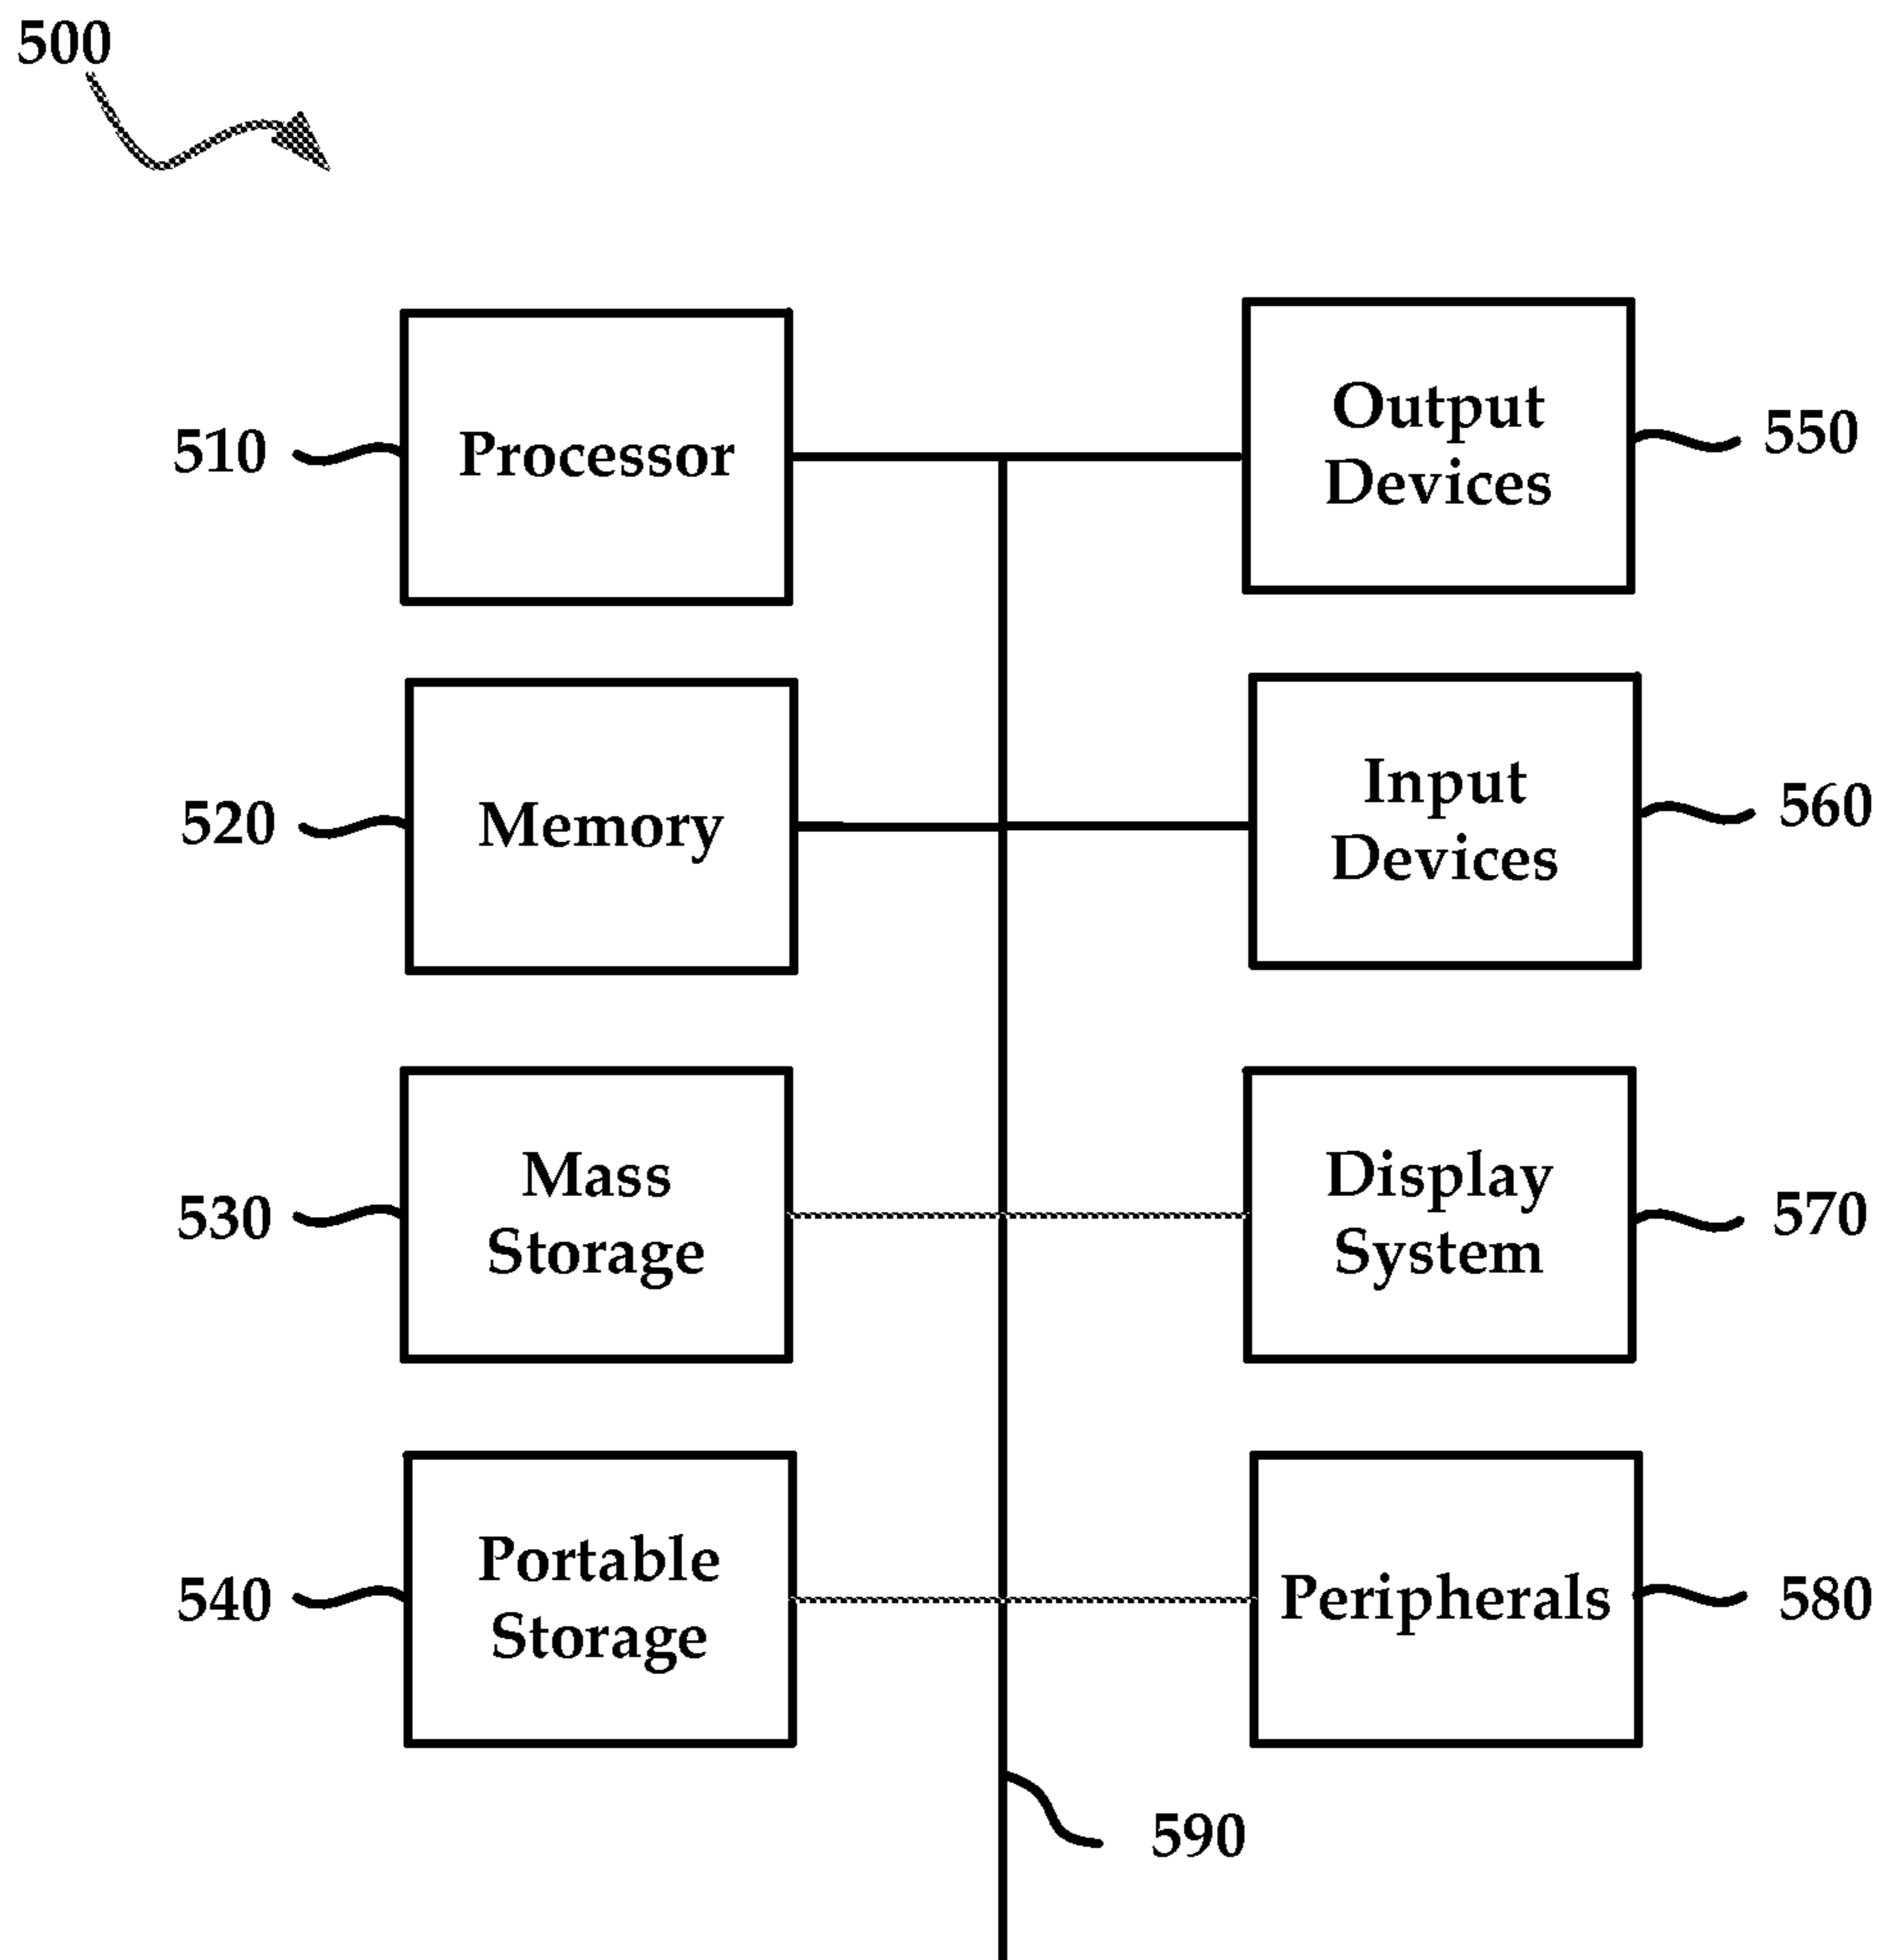 500
510
Processor
Output
Devices
550
520
Memory
Input
Devices
560
530
Mass
Storage
Display
System
570
540
Portable
Storage
Peripherals
580
590